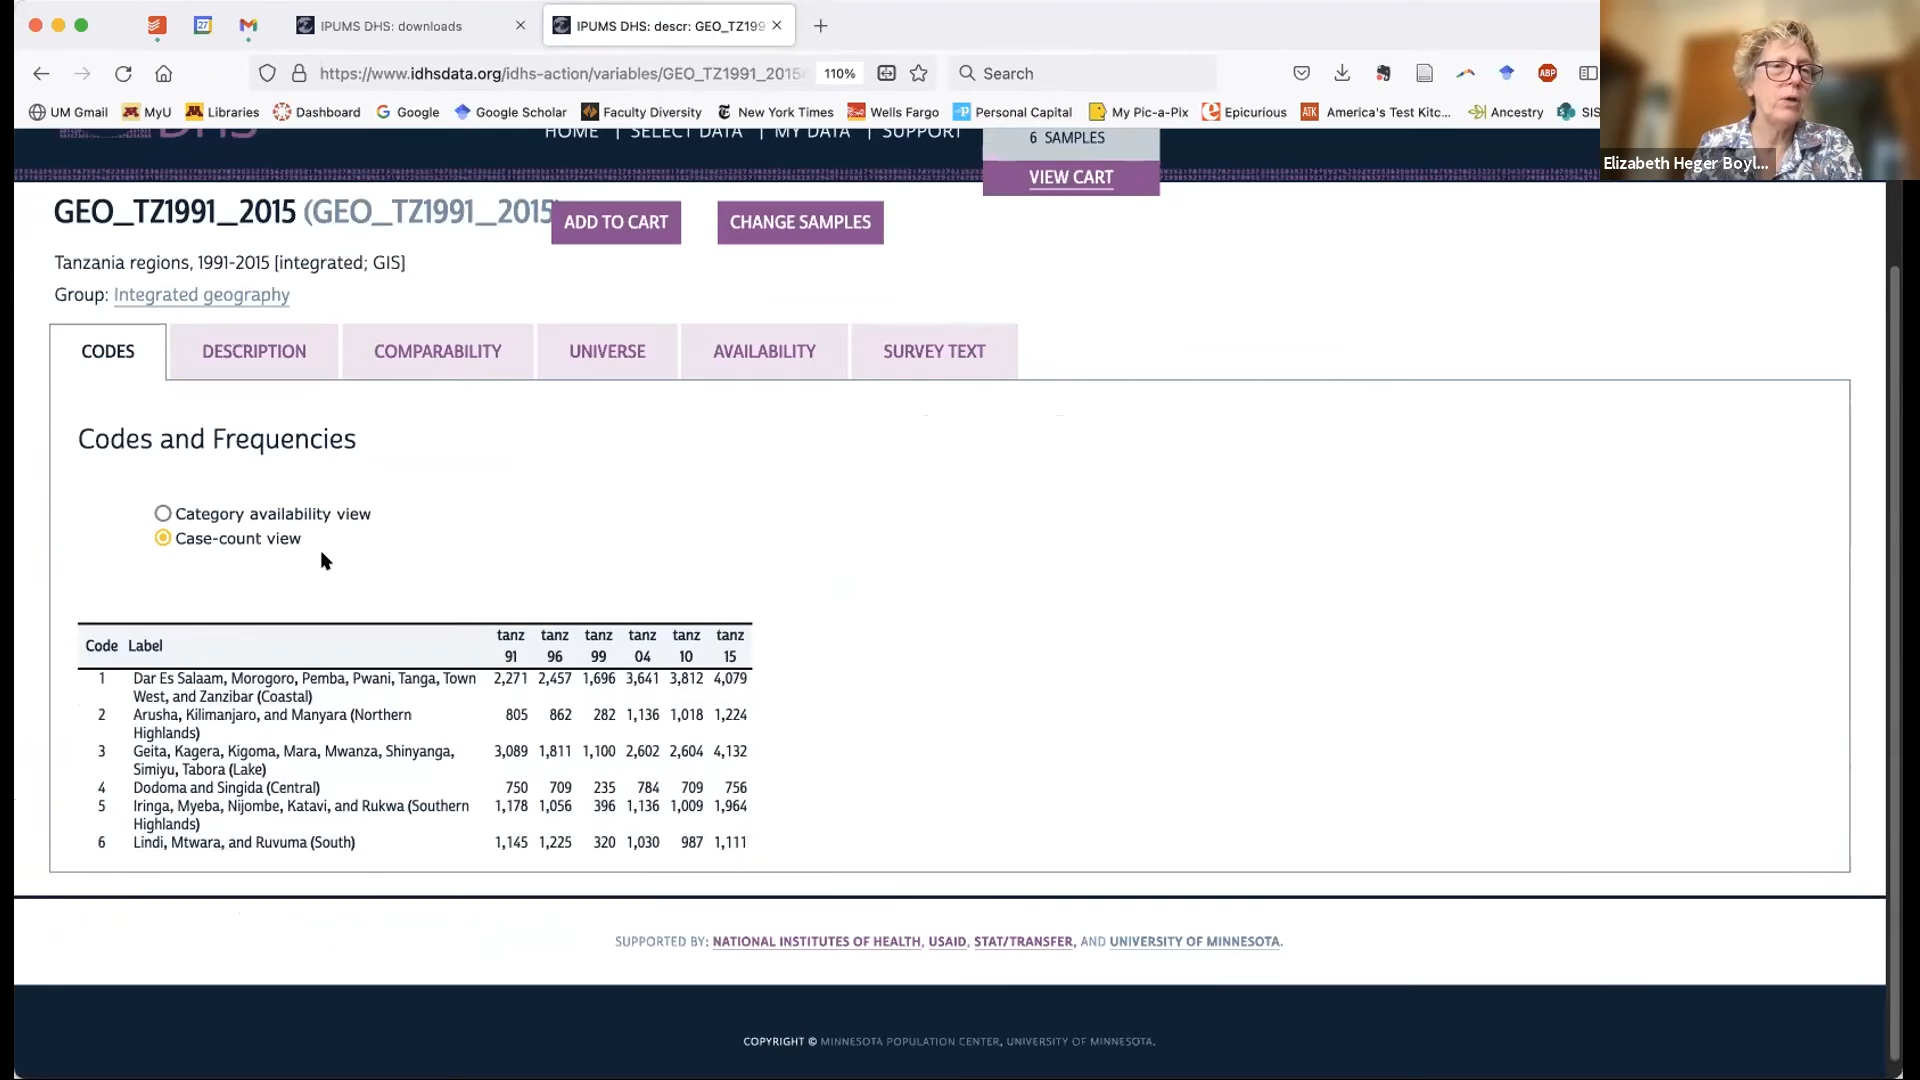 27
IPUMS DHS: downloads
IPUMS DHS: descr: GEO_TZ199
https://www.idhsdata.org/idhs-action/variables/GEO_TZ1991_2015
110%
Search
ABP
UM Gmail
MyU
Libraries
Dashboard
Google
Google Scholar
Faculty Diversity
New York Times
Wells Fargo
Personal Capital
My Pic-a-Pix
Epicurious
ATK
America's Test Kitc...
Ancestry
SIS
Elizabeth Heger Boyl...
DHS
HOME | SELECT DATA | MY DATA | SUPPORT
6 SAMPLES
VIEW CART
GEO_TZ1991_2015 (GEO_TZ1991_2015)
ADD TO CART
CHANGE SAMPLES
Tanzania regions, 1991-2015 [integrated; GIS]
Group: Integrated geography
CODES
DESCRIPTION
COMPARABILITY
UNIVERSE
AVAILABILITY
SURVEY TEXT
Codes and Frequencies
Category availability view
Case-count view
Code Label tanz 91 tanz 96 tanz 99 tanz 04 tanz 10 tanz 15
1 Dar Es Salaam, Morogoro, Pemba, Pwani, Tanga, Town 2,271 2,457 1,696 3,641 3,812 4,079
West, and Zanzibar (Coastal)
2 Arusha, Kilimanjaro, and Manyara (Northern 805 862 282 1,136 1,018 1,224
Highlands)
3 Geita, Kagera, Kigoma, Mara, Mwanza, Shinyanga, 3,089 1,811 1,100 2,602 2,604 4,132
Simiyu, Tabora (Lake)
4 Dodoma and Singida (Central) 750 709 235 784 709 756
5 Iringa, Myeba, Nijombe, Katavi, and Rukwa (Southern 1,178 1,056 396 1,136 1,009 1,964
Highlands)
6 Lindi, Mtwara, and Ruvuma (South) 1,145 1,225 320 1,030 987 1,111
SUPPORTED BY: NATIONAL INSTITUTES OF HEALTH, USAID, STAT/TRANSFER, AND UNIVERSITY OF MINNESOTA.
COPYRIGHT © MINNESOTA POPULATION CENTER, UNIVERSITY OF MINNESOTA.